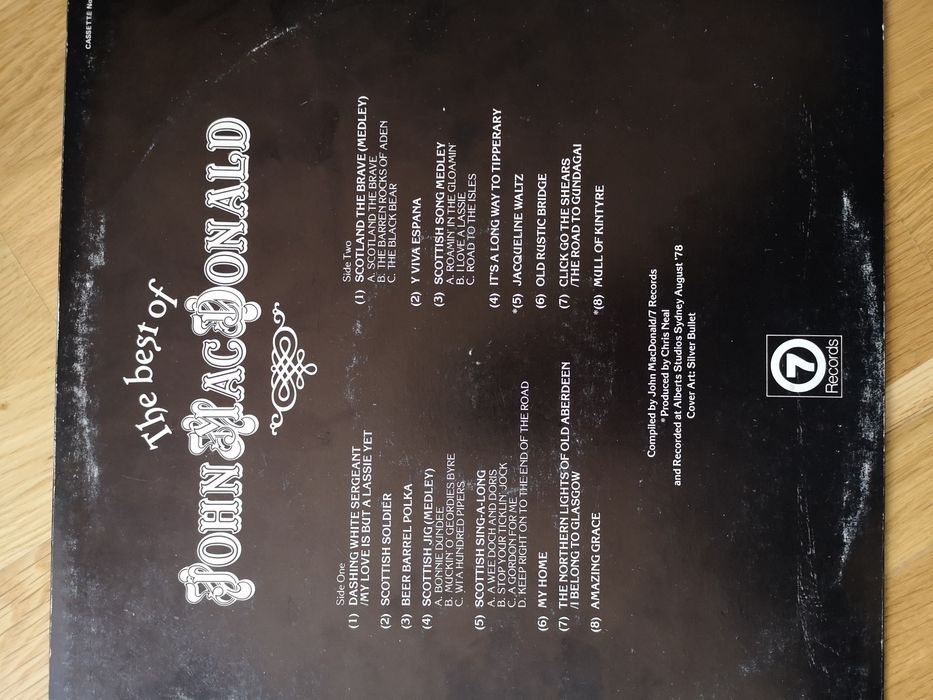 CASSETTE No
The best of
JOHN MACDONALD
Side One
(1) DASHING WHITE SERGEANT
/MY LOVE IS BUT A LASSIE YET
(2) SCOTTISH SOLDIER
(3) BEER BARREL POLKA
(4) SCOTTISH JIG (MEDLEY)
A. BONNIE DUNDEE
B. MUCKIN' O' GEORDIES BYRE
C. WI' A HUNDRED PIPERS
(5) SCOTTISH SING-A-LONG
A. A WEE DOCH AND DORIS
B. STOP YOUR TICKLIN' JOCK
C. A GORDON FOR ME
D. KEEP RIGHT ON TO THE END OF THE ROAD
(6) MY HOME
(7) THE NORTHERN LIGHTS OF OLD ABERDEEN
/I BELONG TO GLASGOW
(8) AMAZING GRACE
Side Two
(1) SCOTLAND THE BRAVE (MEDLEY)
A. SCOTLAND THE BRAVE
B. THE BARREN ROCKS OF ADEN
C. THE BLACK BEAR
(2) Y VIVA ESPANA
(3) SCOTTISH SONG MEDLEY
A. ROAMIN' IN THE GLOAMIN'
B. I LOVE A LASSIE
C. ROAD TO THE ISLES
(4) IT'S A LONG WAY TO TIPPERARY
*(5) JACQUELINE WALTZ
(6) OLD RUSTIC BRIDGE
(7) CLICK GO THE SHEARS
/THE ROAD TO GUNDAGAI
*(8) MULL OF KINTYRE
Compiled by John MacDonald/7 Records
* Produced by Chris Neal
and Recorded at Alberts Studios Sydney August '78
Cover Art: Silver Bullet
7
Records